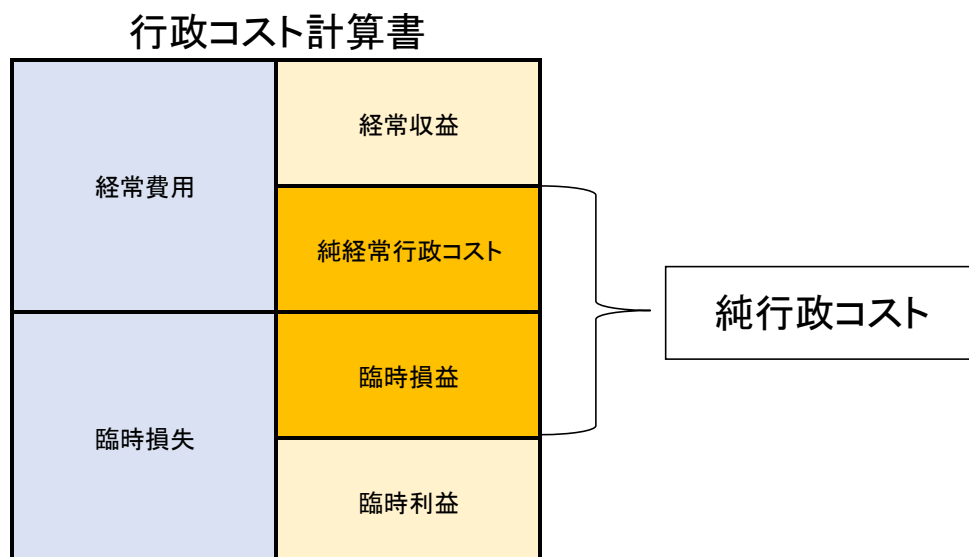 行政コスト計算書
経常費用
経常収益
純経常行政コスト
純行政コスト
臨時損失
臨時損益
臨時利益